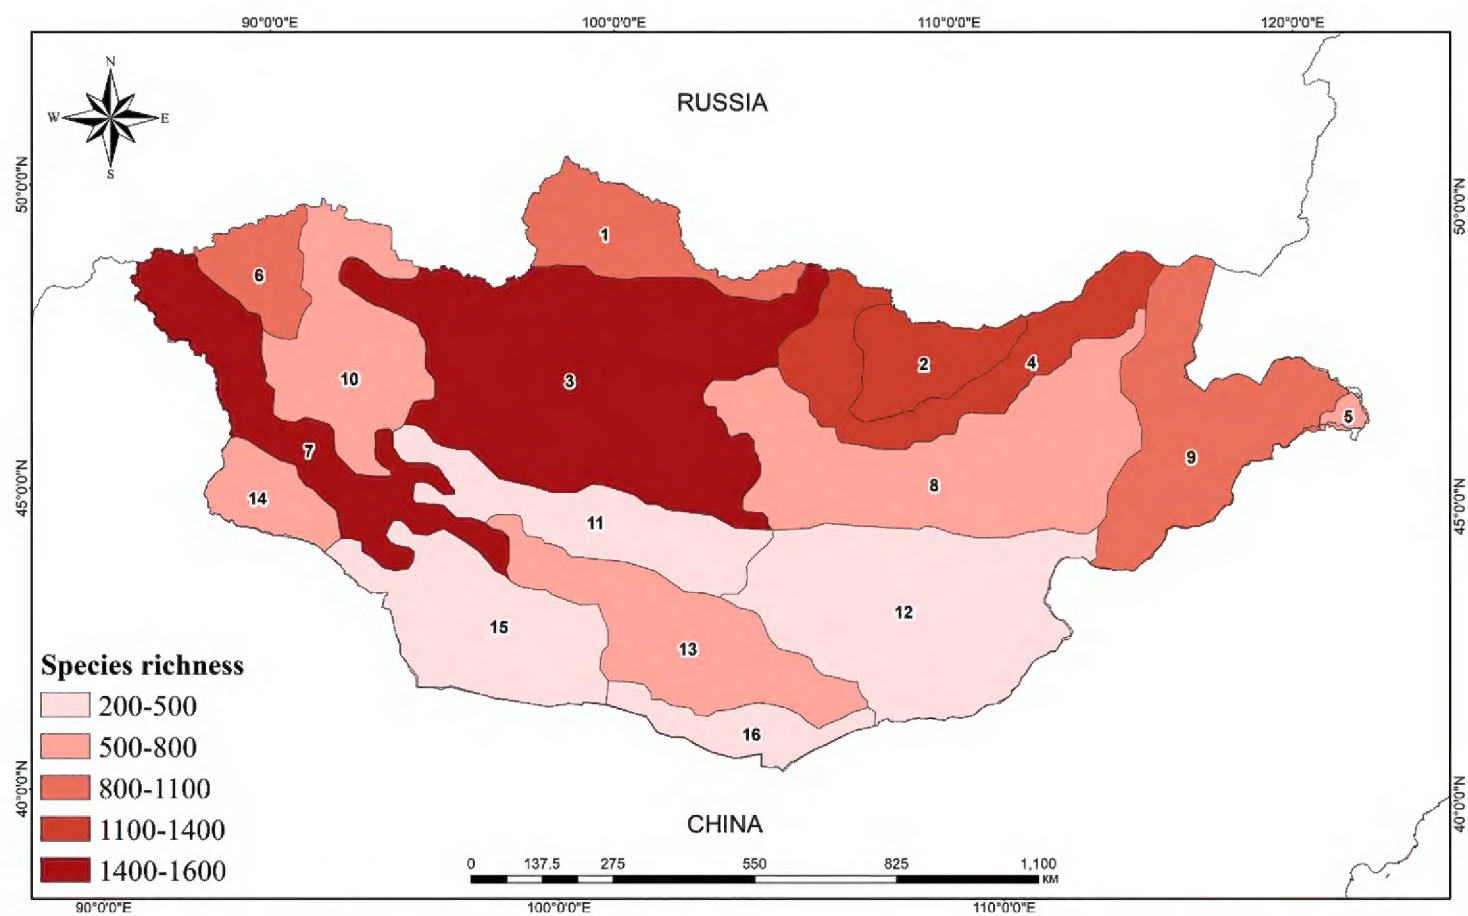 90°0'0"E 100°0'0"E 110°0'0"E 120°0'0"E
N
W E
S
RUSSIA
50°0'0"N
50°0'0"N
1
6
2
4
10
3
5
7
9
14
8
45°0'0"N
45°0'0"N
11
12
15
13
16
Species richness
200-500
500-800
800-1100
1100-1400
1400-1600
40°0'0"N
40°0'0"N
CHINA
0 137.5 275 550 825 1,100
KM
90°0'0"E 100°0'0"E 110°0'0"E